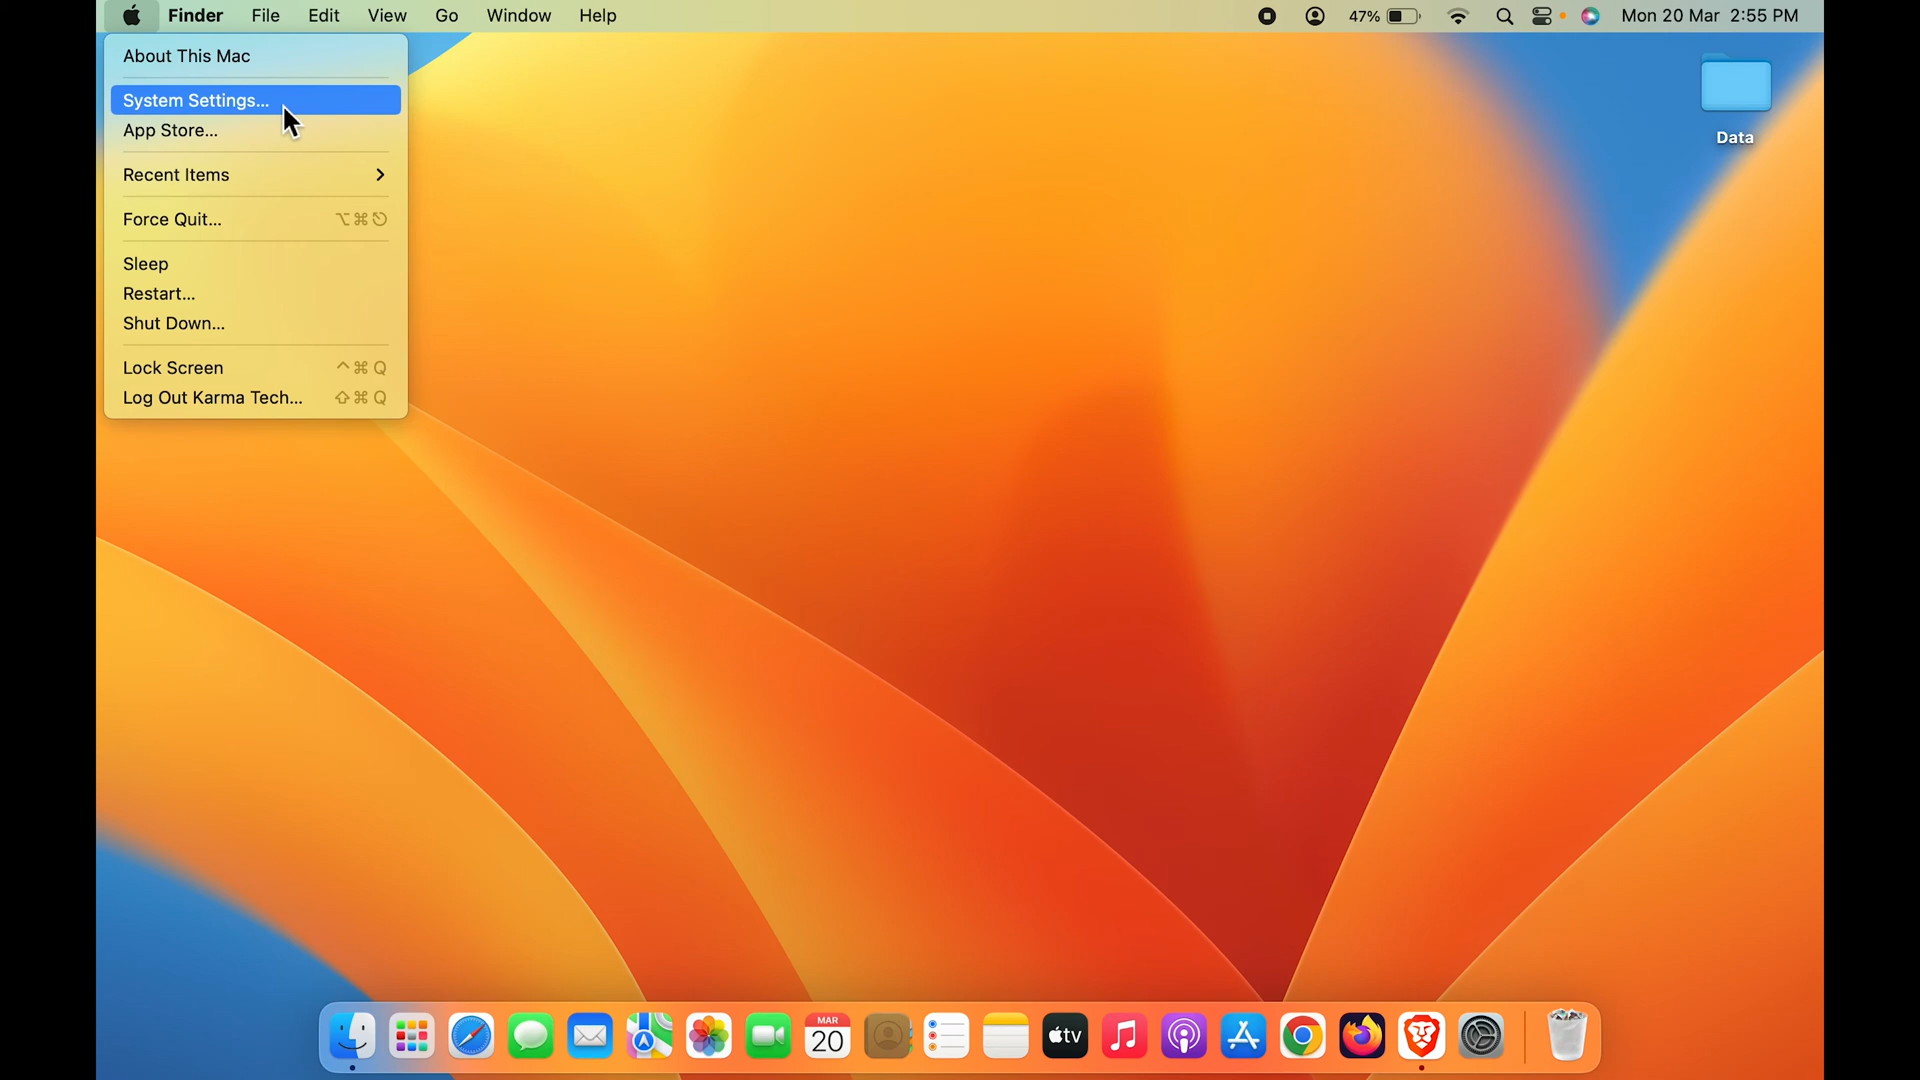 Finder File Edit View Go Window Help 47% Mon 20 Mar 2:55 PM
About This Mac
System Settings...
App Store...
Recent Items
Force Quit... ⌥⌘⎋
Sleep
Restart...
Shut Down...
Lock Screen ^⌘Q
Log Out Karma Tech... ⇧⌘Q
Data
MAR
20
tv